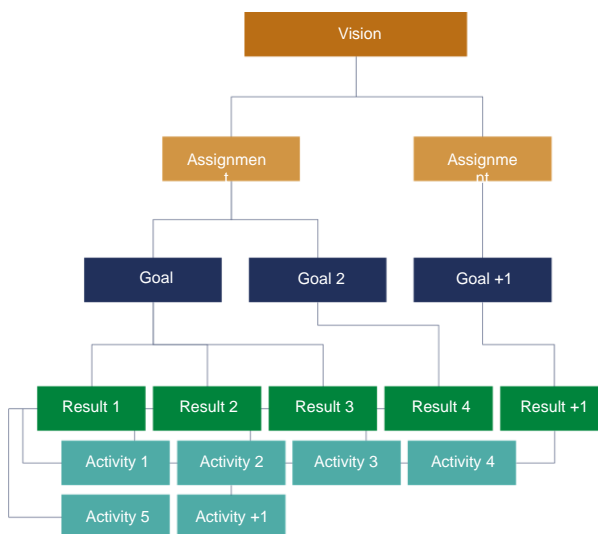 Vision
Assignmen
t
Assignme
nt
Goal
Goal 2
Goal +1
Result 1
Result 2
Result 3
Result 4
Result +1
Activity 1
Activity 2
Activity 3
Activity 4
Activity 5
Activity +1